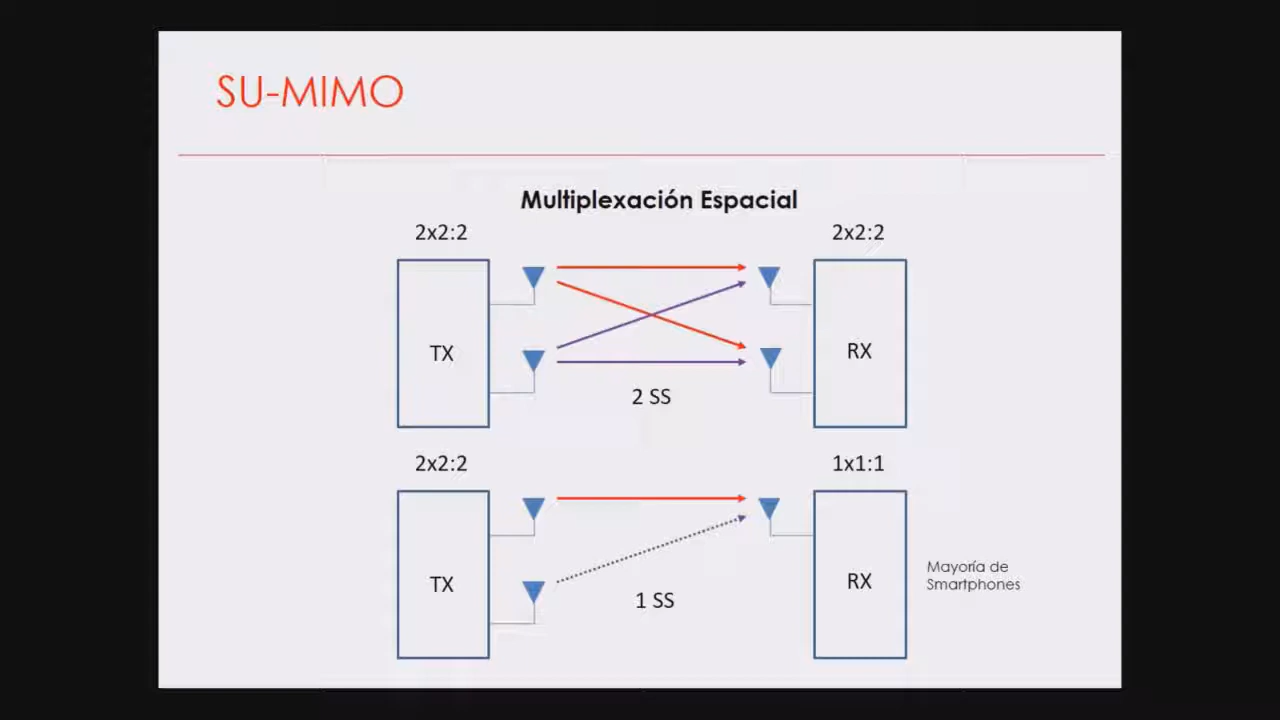 SU-MIMO
Multiplexación Espacial
2x2:2
2x2:2
TX
RX
2 SS
2x2:2
1x1:1
TX
RX
Mayoría de
Smartphones
1 SS